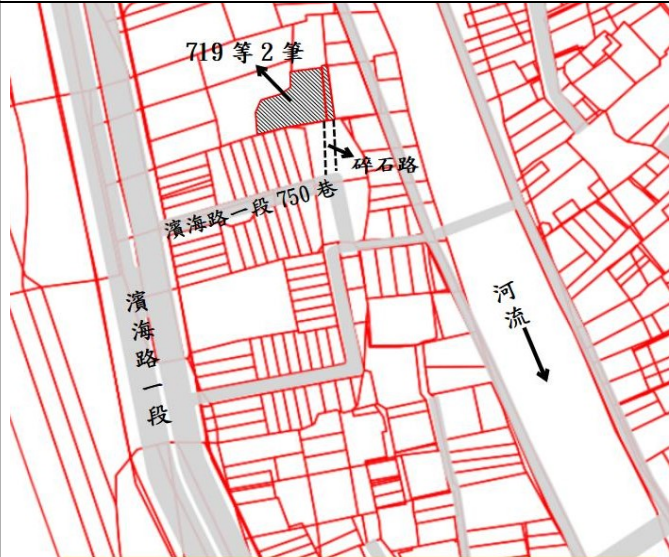 719 等 2 筆
碎石路
濱海路一段 750 巷
濱海路一段
河流